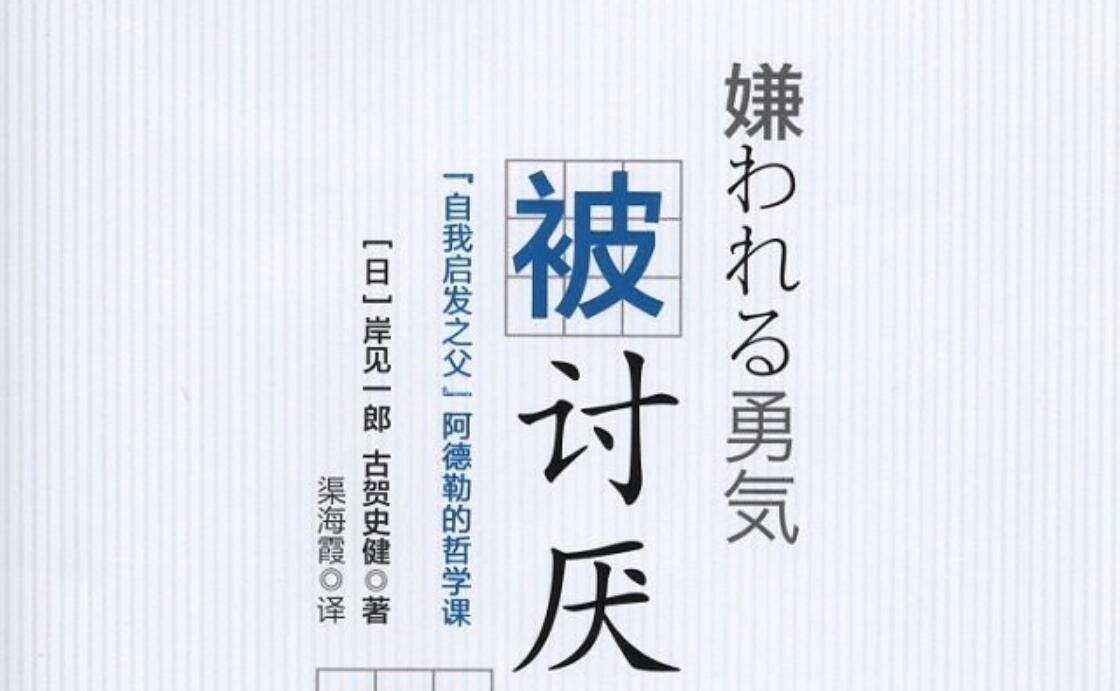 嫌われる勇気
被讨厌
『自我启发之父』阿德勒的哲学课
[日]岸见一郎 古贺史健◎著
渠海霞◎译